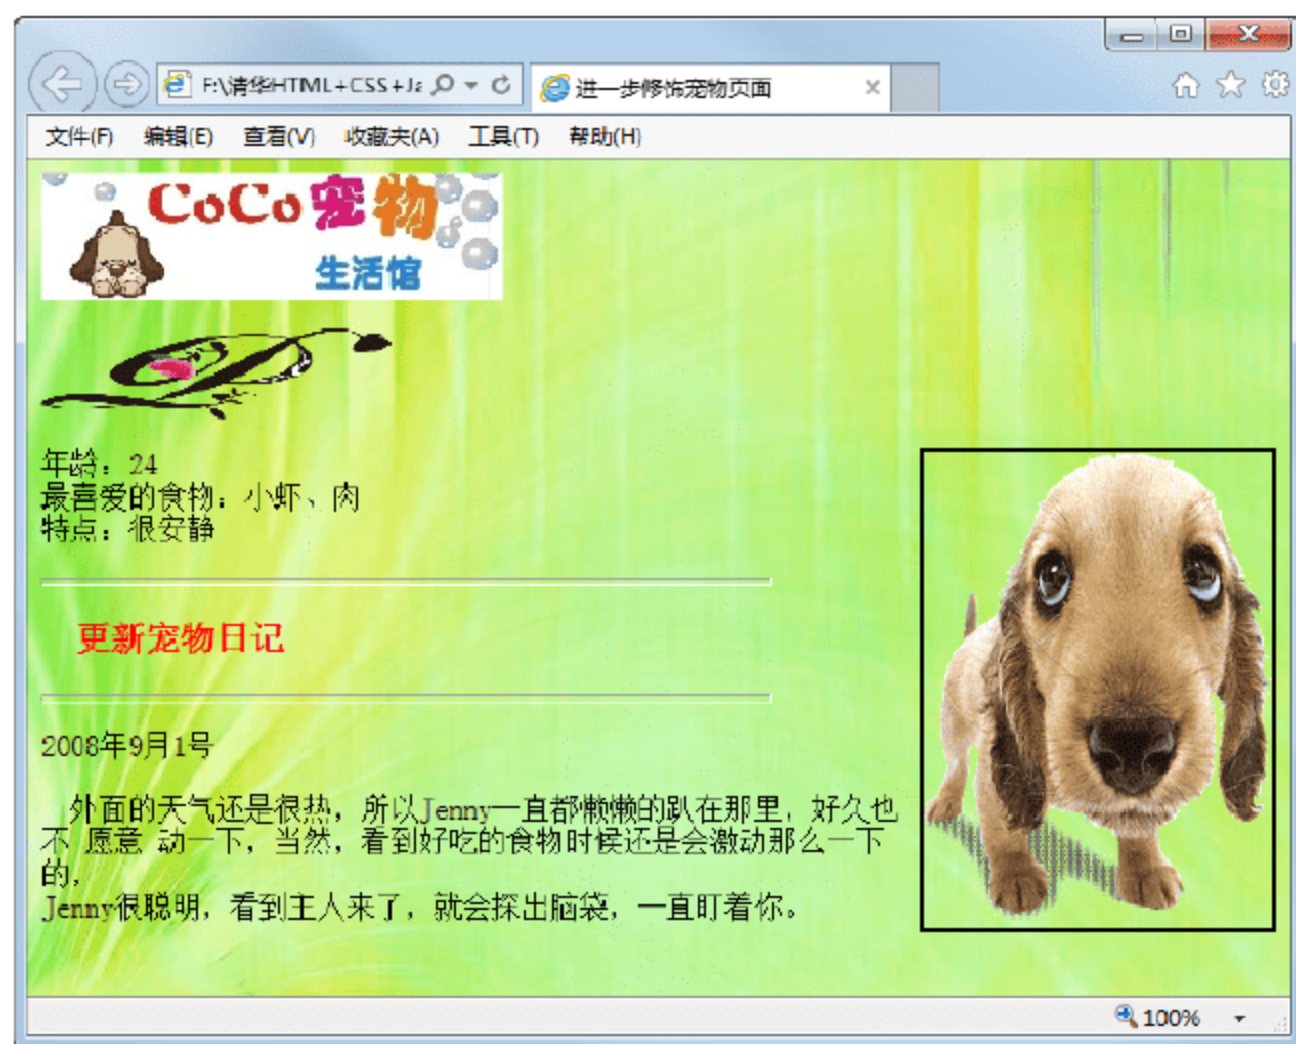 F:\清华HTML+CSS+Ja
进一步修饰宠物页面
文件(F) 编辑(E) 查看(V) 收藏夹(A) 工具(T) 帮助(H)
CoCo宠物
生活馆
年龄：24
最喜爱的食物：小虾、肉
特点：很安静
更新宠物日记
2008年9月1号
外面的天气还是很热，所以Jenny一直都懒懒的趴在那里，好久也
不 愿意 动一下，当然，看到好吃的食物时候还是会激动那么一下
的，
Jenny很聪明，看到主人来了，就会探出脑袋，一直盯着你。
100%